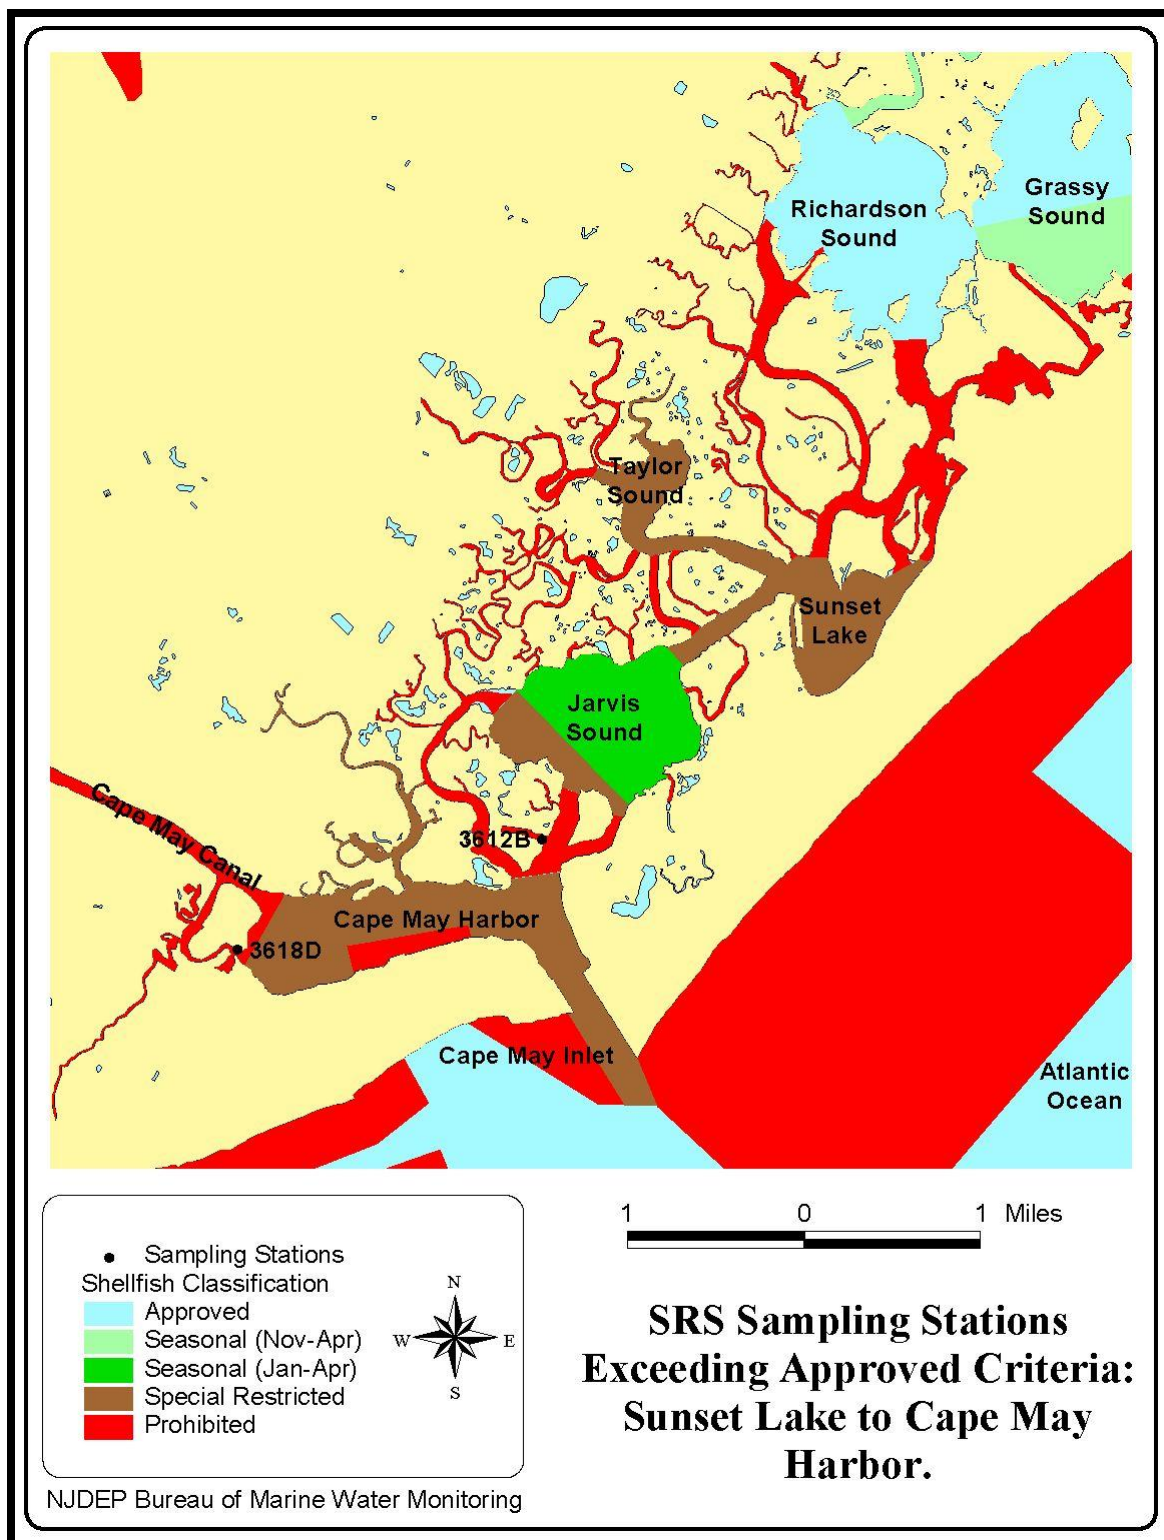 Grassy
Sound
Richardson
Sound
Taylor
Sound
Sunset
Lake
Jarvis
Sound
Cape May Canal
3612B
Cape May Harbor
3618D
Cape May Inlet
Atlantic
Ocean
1 0 1 Miles
Sampling Stations
Shellfish Classification
Approved
Seasonal (Nov-Apr)
Seasonal (Jan-Apr)
Special Restricted
Prohibited
N
W E
S
SRS Sampling Stations
Exceeding Approved Criteria:
Sunset Lake to Cape May
Harbor.
NJDEP Bureau of Marine Water Monitoring